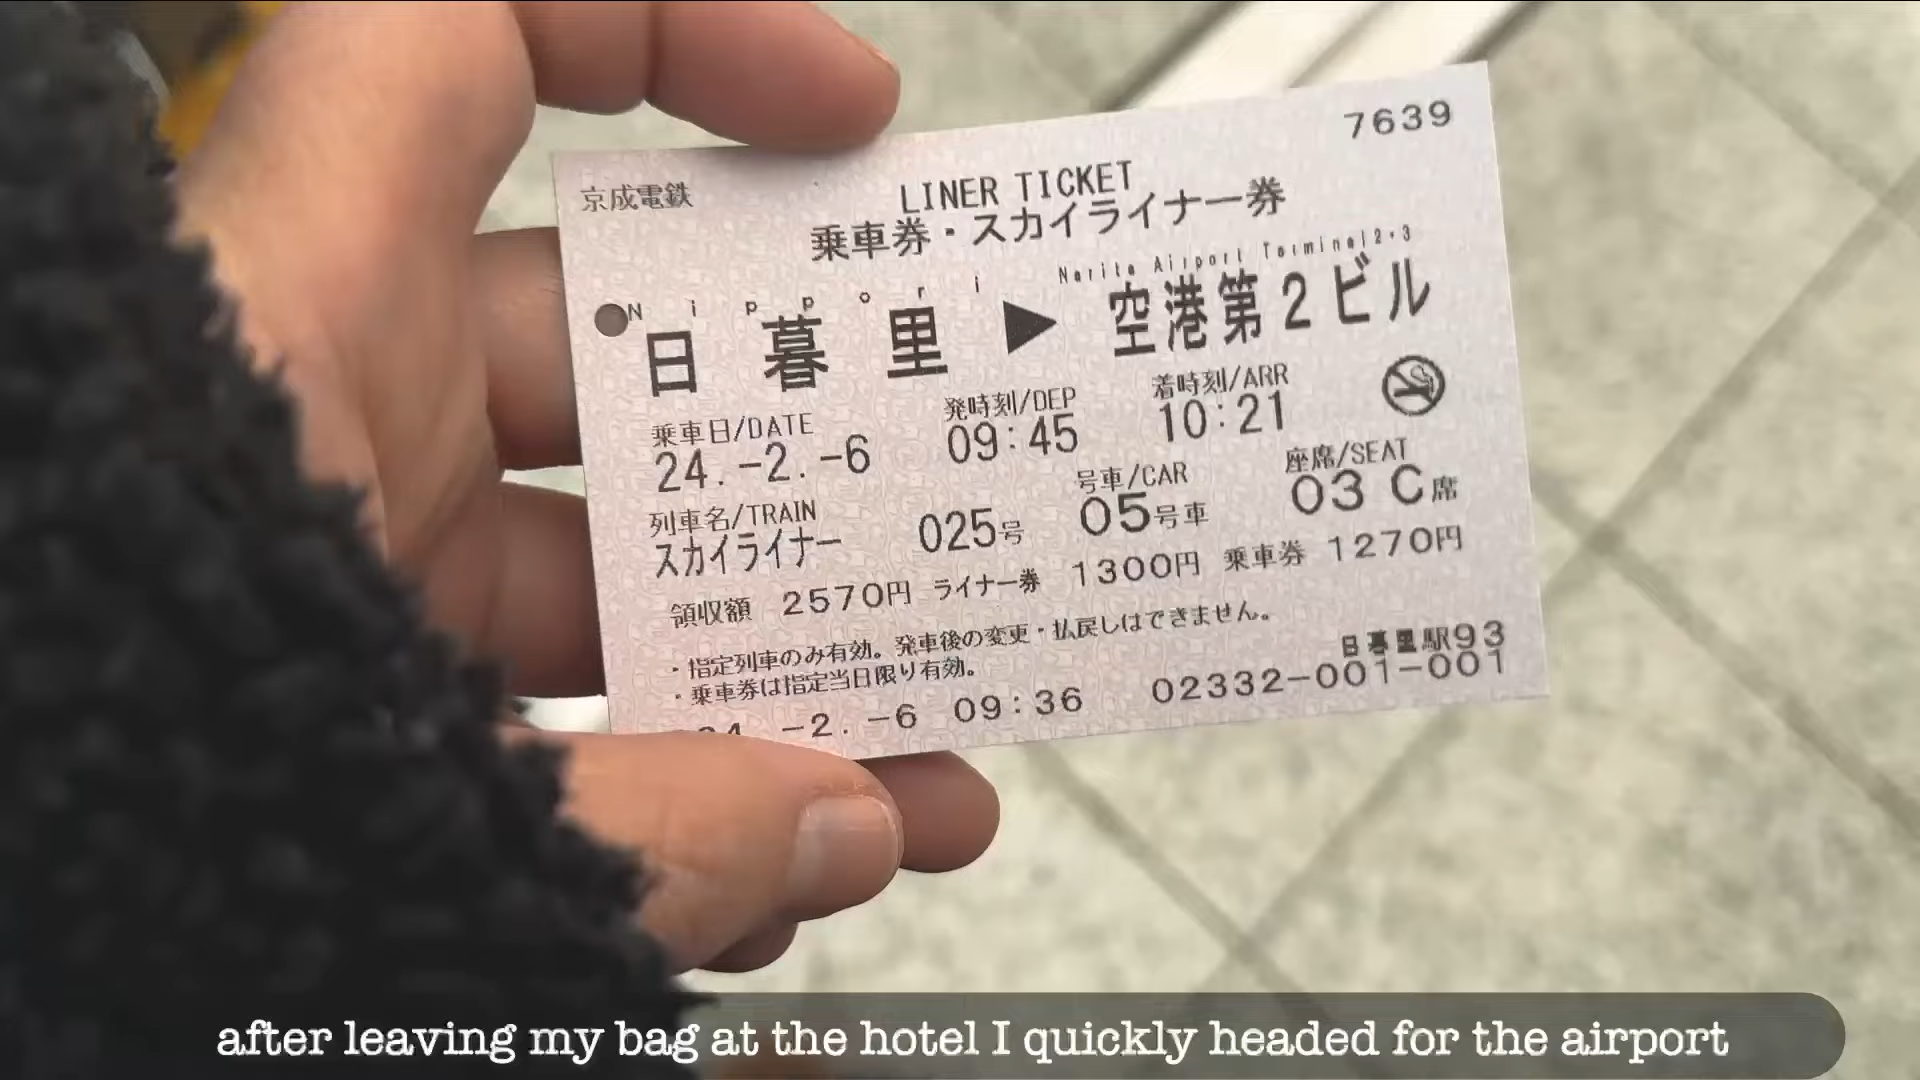 7639
京成電鉄
LINER TICKET
乗車券・スカイライナー券
Nippori
Narita Airport Terminal2・3
日暮里 ▶ 空港第2ビル
乗車日/DATE 発時刻/DEP 着時刻/ARR
24.-2.-6 09:45 10:21
列車名/TRAIN 号車/CAR 座席/SEAT
スカイライナー 025号 05号車 03 C席
領収額 2570円 ライナー券 1300円 乗車券 1270円
・指定列車のみ有効。発車後の変更・払戻しはできません。
・乗車券は指定当日限り有効。
日暮里駅93
24.-2.-6 09:36 02332-001-001
after leaving my bag at the hotel I quickly headed for the airport